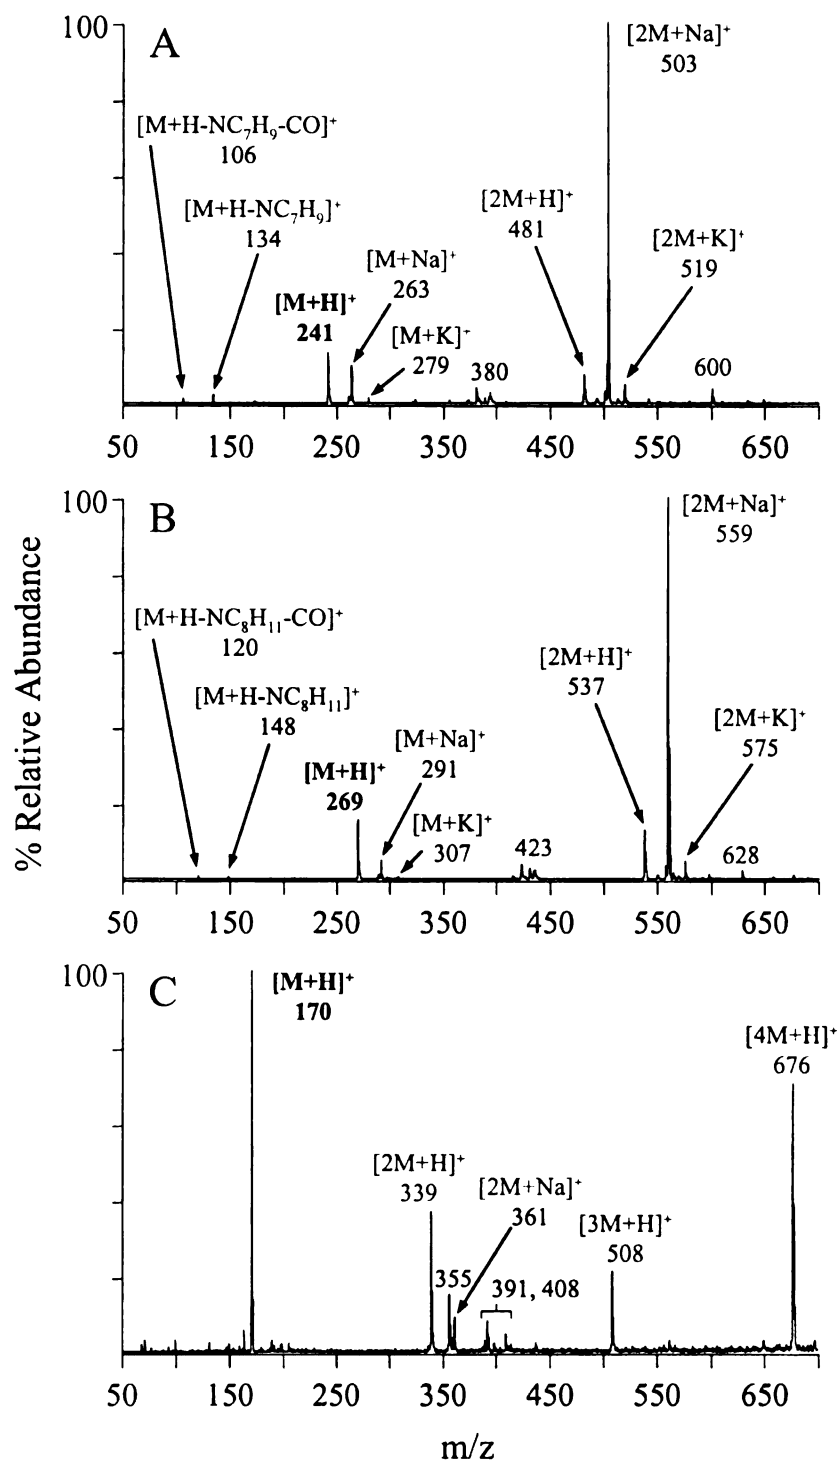 100
A
[2M+Na]⁺
503
[M+H-NC₇H₉-CO]⁺
106
[M+H-NC₇H₉]⁺
134
[2M+H]⁺
481
[2M+K]⁺
519
[M+Na]⁺
263
[M+H]⁺
241
[M+K]⁺
279
380
600
50 150 250 350 450 550 650
100
B
[2M+Na]⁺
559
[M+H-NC₈H₁₁-CO]⁺
120
[M+H-NC₈H₁₁]⁺
148
[2M+H]⁺
537
[2M+K]⁺
575
[M+Na]⁺
291
[M+H]⁺
269
[M+K]⁺
307
423
628
50 150 250 350 450 550 650
% Relative Abundance
100
C
[M+H]⁺
170
[4M+H]⁺
676
[2M+H]⁺
339
[2M+Na]⁺
361
[3M+H]⁺
508
355
391, 408
50 150 250 350 450 550 650
m/z